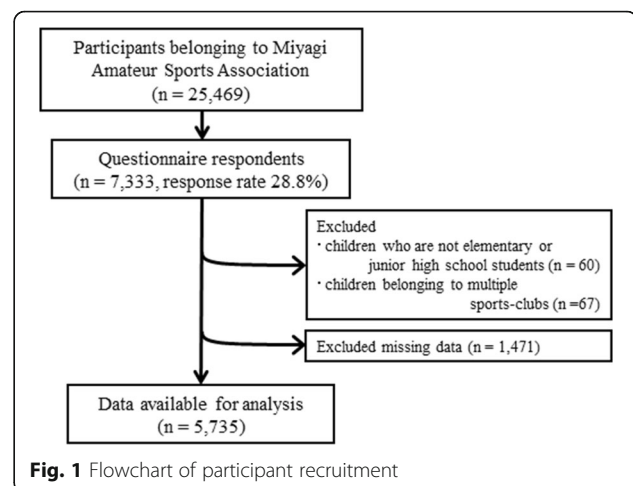 Participants belonging to Miyagi
Amateur Sports Association
(n = 25,469)
Questionnaire respondents
(n = 7,333, response rate 28.8%)
Excluded
・children who are not elementary or
junior high school students (n = 60)
・children belonging to multiple
sports-clubs (n =67)
Excluded missing data (n = 1,471)
Data available for analysis
(n = 5,735)
Fig. 1 Flowchart of participant recruitment